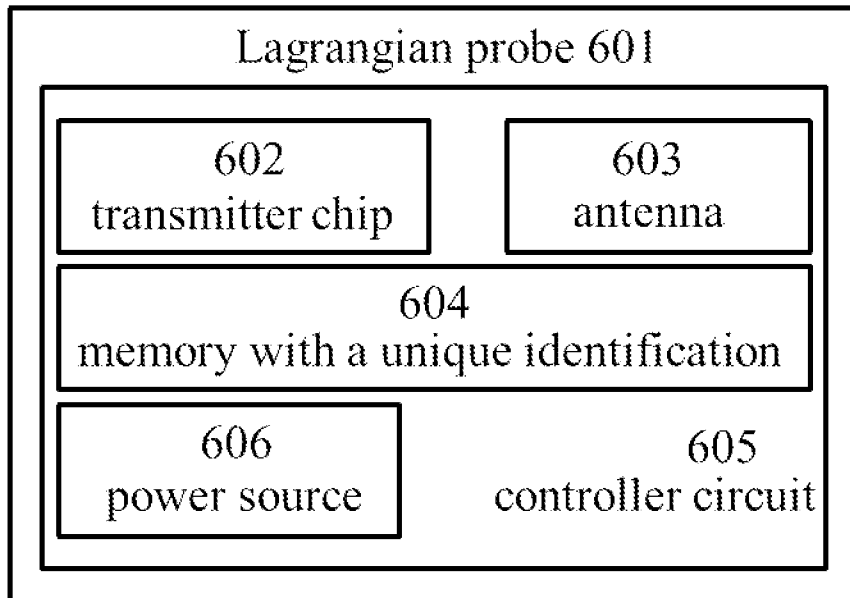 Lagrangian probe 601
602
transmitter chip
603
antenna
604
memory with a unique identification
606
power source
605
controller circuit